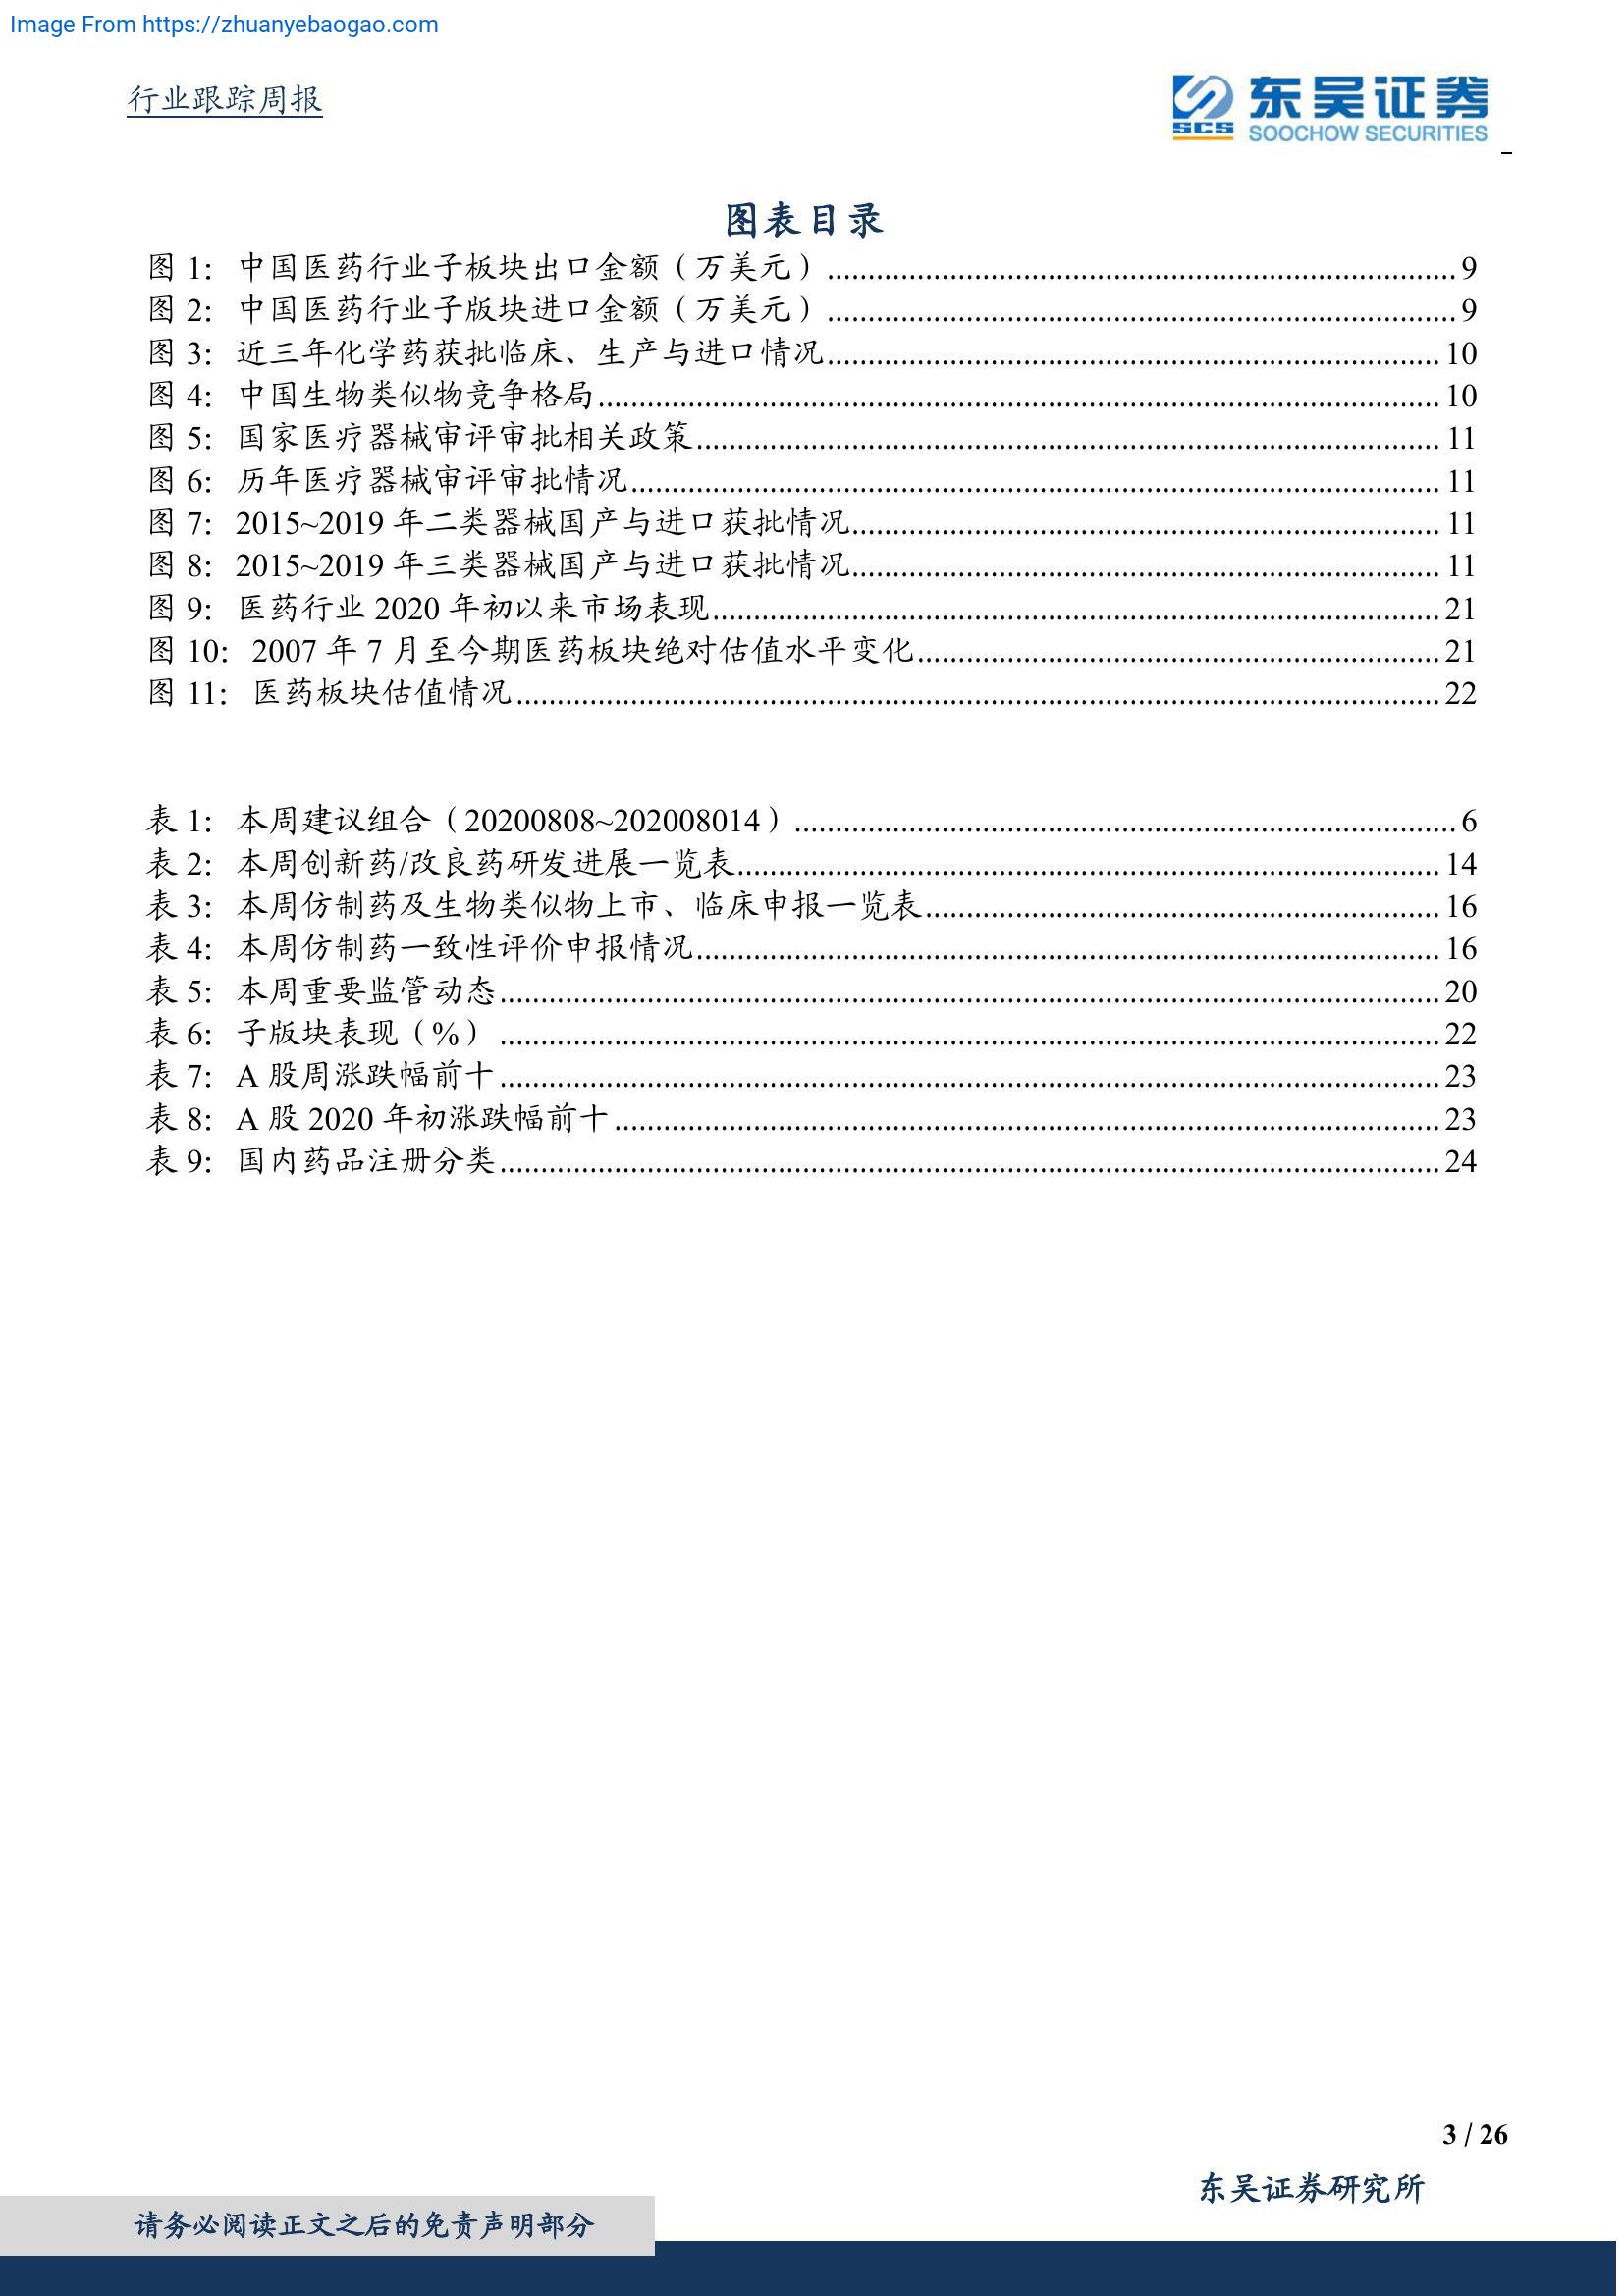 Image From https://zhuanyebaogao.com
行业跟踪周报
东吴证券
SCS
SOOCHOW SECURITIES
图表目录
图 1: 中国医药行业子板块出口金额（万美元）......9
图 2: 中国医药行业子版块进口金额（万美元）......9
图 3: 近三年化学药获批临床、生产与进口情况......10
图 4: 中国生物类似物竞争格局......10
图 5: 国家医疗器械审评审批相关政策......11
图 6: 历年医疗器械审评审批情况......11
图 7: 2015~2019 年二类器械国产与进口获批情况......11
图 8: 2015~2019 年三类器械国产与进口获批情况......11
图 9: 医药行业 2020 年初以来市场表现......21
图 10: 2007 年 7 月至今期医药板块绝对估值水平变化......21
图 11: 医药板块估值情况......22
表 1: 本周建议组合（20200808~202008014）......6
表 2: 本周创新药/改良药研发进展一览表......14
表 3: 本周仿制药及生物类似物上市、临床申报一览表......16
表 4: 本周仿制药一致性评价申报情况......16
表 5: 本周重要监管动态......20
表 6: 子版块表现（%）......22
表 7: A 股周涨跌幅前十......23
表 8: A 股 2020 年初涨跌幅前十......23
表 9: 国内药品注册分类......24
3 / 26
东吴证券研究所
请务必阅读正文之后的免责声明部分